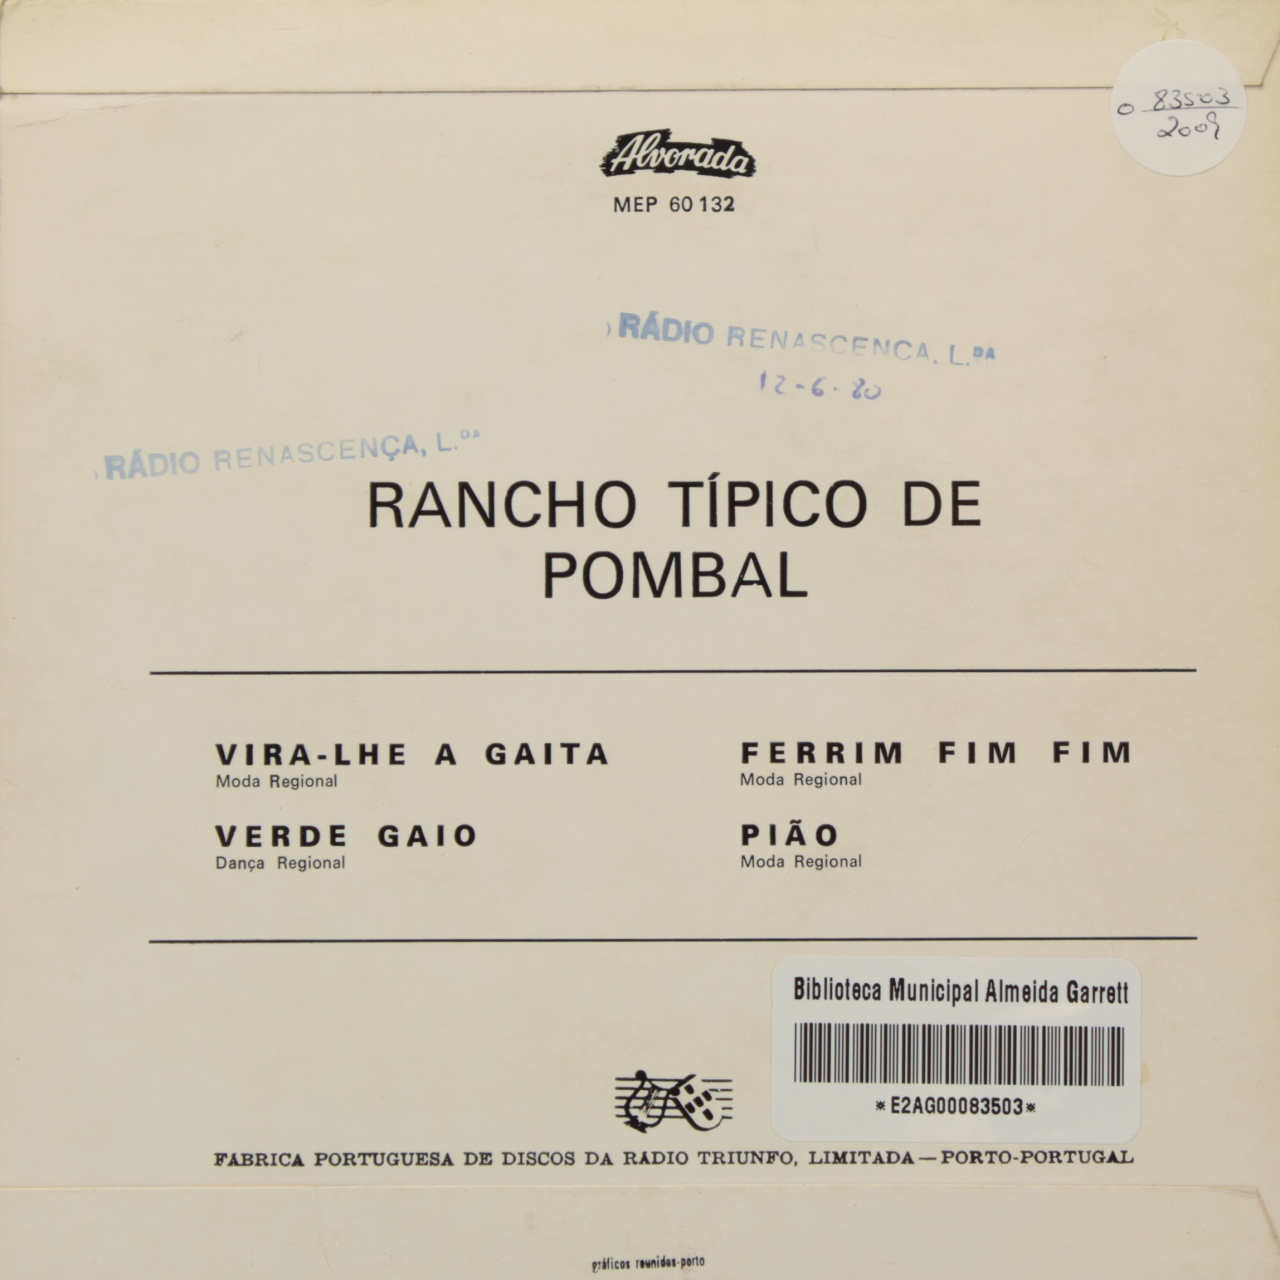 O 83503
2009
Alvorada
MEP 60 132
RÁDIO RENASCENÇA, L.DA
12-6-80
RÁDIO RENASCENÇA, L.DA
RANCHO TÍPICO DE
POMBAL
VIRA-LHE A GAITA
Moda Regional
VERDE GAIO
Dança Regional
FERRIM FIM FIM
Moda Regional
PIÃO
Moda Regional
Biblioteca Municipal Almeida Garrett
*E2AG00083503*
FABRICA PORTUGUESA DE DISCOS DA RADIO TRIUNFO, LIMITADA—PORTO-PORTUGAL
gráficos reunidos-porto